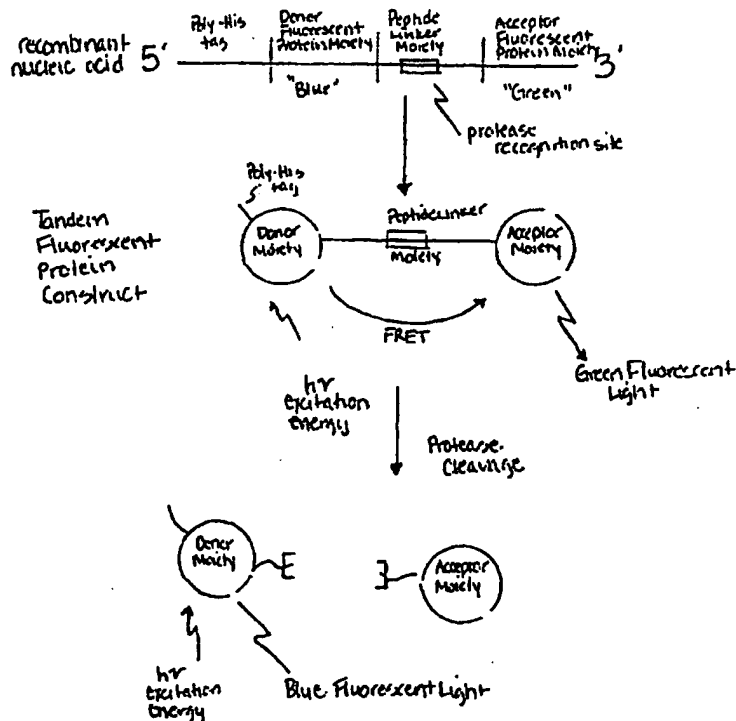 Poly-His
tag
Donor
Fluorescent
Protein Moiety
Peptide
Linker
Moiety
Acceptor
Fluorescent
Protein Moiety
recombinant
nucleic acid
5'
3'
"Blue"
"Green"
protease
recognition site
Poly-His
tag
Tandem
Fluorescent
Protein
Construct
Donor
Moiety
Peptide Linker
Moiety
Acceptor
Moiety
FRET
hν
excitation
energy
Green Fluorescent
Light
Protease
Cleavage
Donor
Moiety
Acceptor
Moiety
hν
excitation
energy
Blue Fluorescent Light